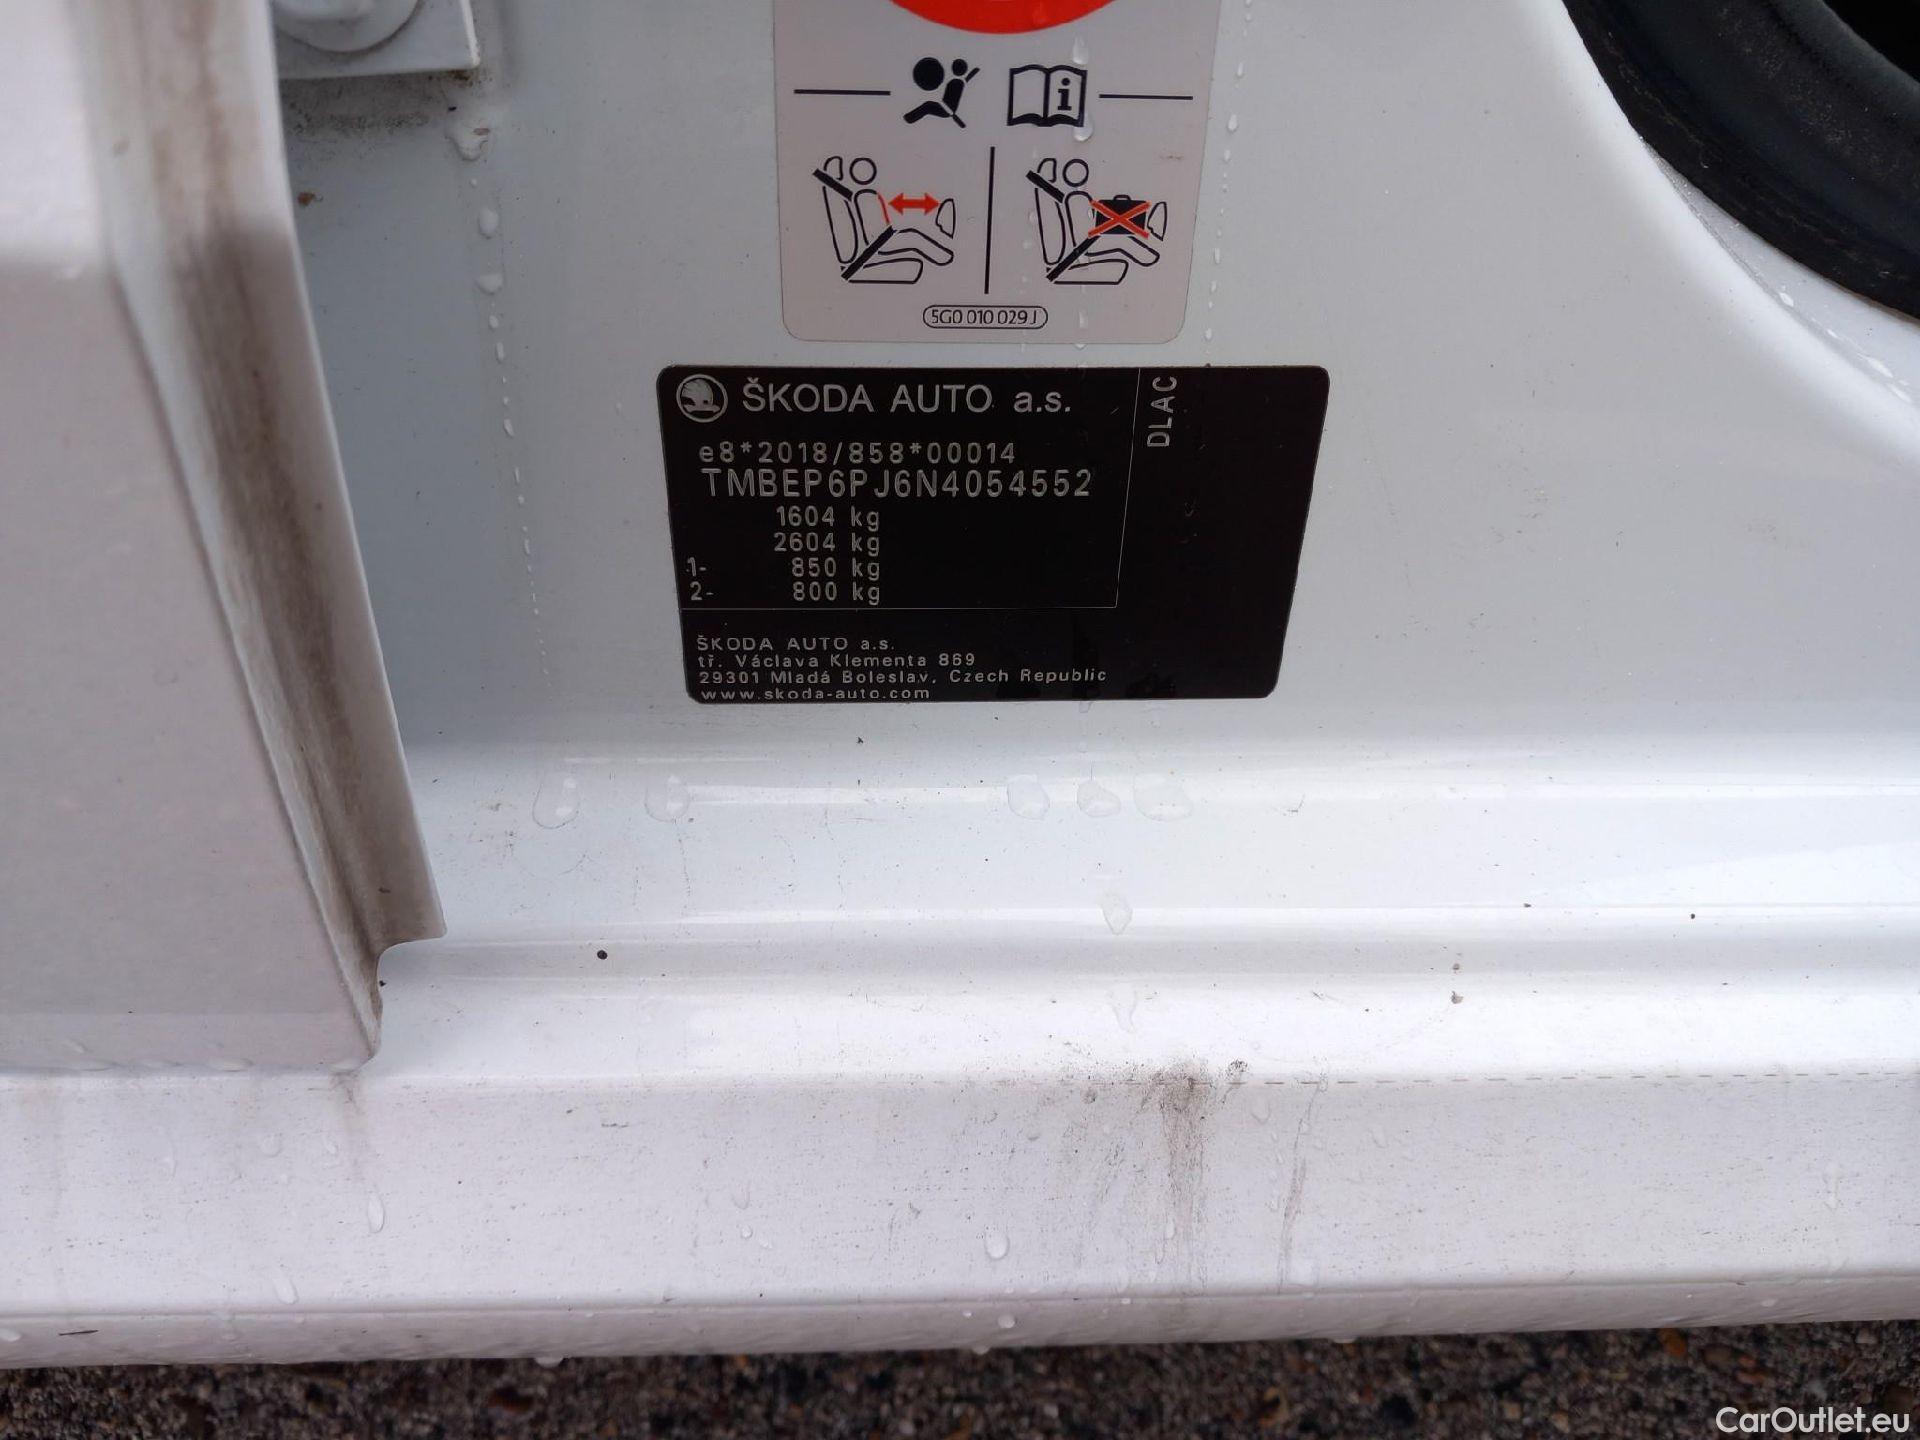 5G0 010 029 J
ŠKODA AUTO a.s.
DLAC
e8*2018/858*00014
TMBEP6PJ6N4054552
1604 kg
2604 kg
1- 850 kg
2- 800 kg
ŠKODA AUTO a.s.
tř. Václava Klementa 869
29301 Mladá Boleslav, Czech Republic
www.skoda-auto.com
CarOutlet.eu